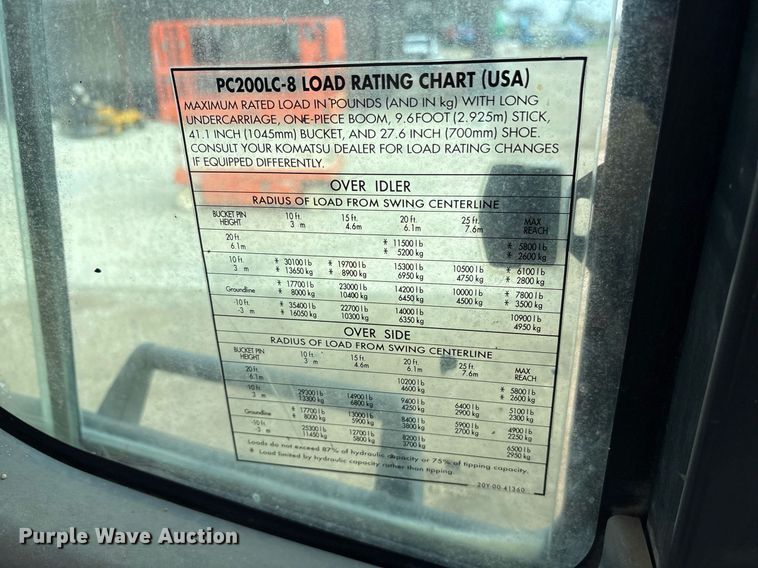 PC200LC-8 LOAD RATING CHART (USA)
MAXIMUM RATED LOAD IN POUNDS (AND IN kg) WITH LONG
UNDERCARRIAGE, ONE-PIECE BOOM, 9.6FOOT (2.925m) STICK,
41.1 INCH (1045mm) BUCKET, AND 27.6 INCH (700mm) SHOE.
CONSULT YOUR KOMATSU DEALER FOR LOAD RATING CHANGES
IF EQUIPPED DIFFERENTLY.
OVER IDLER
RADIUS OF LOAD FROM SWING CENTERLINE
BUCKET PIN 10 ft. 15 ft. 20 ft. 25 ft. MAX
HEIGHT 3 m 4.6m 6.1m 7.6m REACH
20 ft. * 11500 lb * 5800 lb
6.1m * 5200 kg * 2600 kg
10 ft. * 30100 lb * 19700 lb 15300 lb 10500 lb * 6100 lb
3 m * 13650 kg * 8900 kg 6950 kg 4750 kg * 2800 kg
Groundline * 17700 lb 23000 lb 14200 lb 10000 lb * 7800 lb
* 8000 kg 10400 kg 6450 kg 4500 kg * 3500 kg
-10 ft. * 35400 lb 22700 lb 14000 lb 10900 lb
-3 m * 16050 kg 10300 kg 6350 kg 4950 kg
OVER SIDE
RADIUS OF LOAD FROM SWING CENTERLINE
BUCKET PIN 10 ft. 15 ft. 20 ft. 25 ft. MAX
HEIGHT 3 m 4.6m 6.1m 7.6m REACH
20 ft. 10200 lb * 5800 lb
6.1m 4600 kg * 2600 kg
10 ft. 29300 lb 14900 lb 9400 lb 6400 lb 5100 lb
3 m 13300 kg 6800 kg 4250 kg 2900 kg 2300 kg
Groundline * 17700 lb 13000 lb 8400 lb 5900 lb 4900 lb
* 8000 kg 5900 kg 3800 kg 2700 kg 2250 kg
-10 ft. 25300 lb 12700 lb 8200 lb 6500 lb
-3 m 11450 kg 5800 kg 3700 kg 2950 kg
Loads do not exceed 87% of hydraulic capacity or 75% of tipping capacity.
* Load limited by hydraulic capacity rather than tipping.
20Y-00-41360
Purple Wave Auction